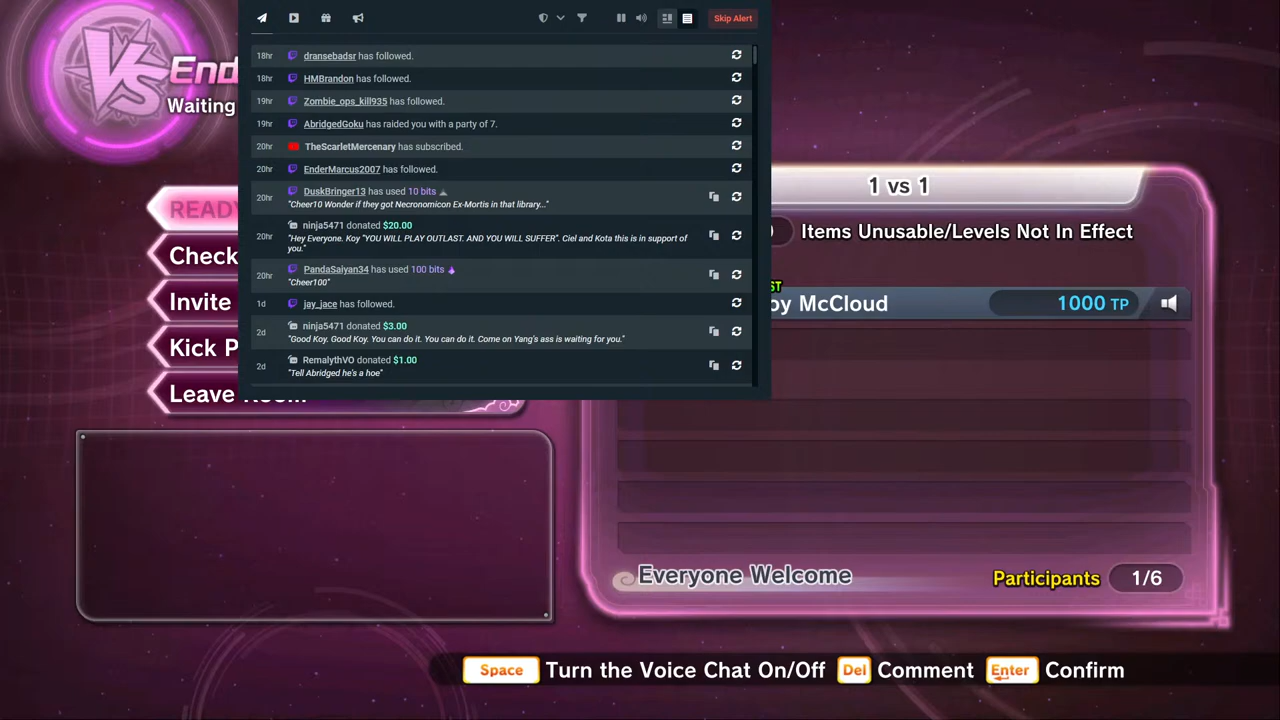 Skip Alert
18hr dransebadsr has followed.
18hr HMBrandon has followed.
19hr Zombie_ops_kill935 has followed.
19hr AbridgedGoku has raided you with a party of 7.
20hr TheScarletMercenary has subscribed.
20hr EnderMarcus2007 has followed.
20hr DuskBringer13 has used 10 bits
"Cheer10 Wonder if they got Necronomicon Ex-Mortis in that library..."
20hr ninja5471 donated $20.00
"Hey Everyone. Koy "YOU WILL PLAY OUTLAST. AND YOU WILL SUFFER". Ciel and Kota this is in support of
you."
20hr PandaSaiyan34 has used 100 bits
"Cheer100"
1d jay_jace has followed.
2d ninja5471 donated $3.00
"Good Koy. Good Koy. You can do it. You can do it. Come on Yang's ass is waiting for you."
2d RemalythVO donated $1.00
"Tell Abridged he's a hoe"
VS
End
Waiting
READY
Check
Invite
Kick P
Leave Room
1 vs 1
Items Unusable/Levels Not In Effect
ST
oy McCloud 1000 TP
Everyone Welcome
Participants 1/6
Space Turn the Voice Chat On/Off Del Comment Enter Confirm